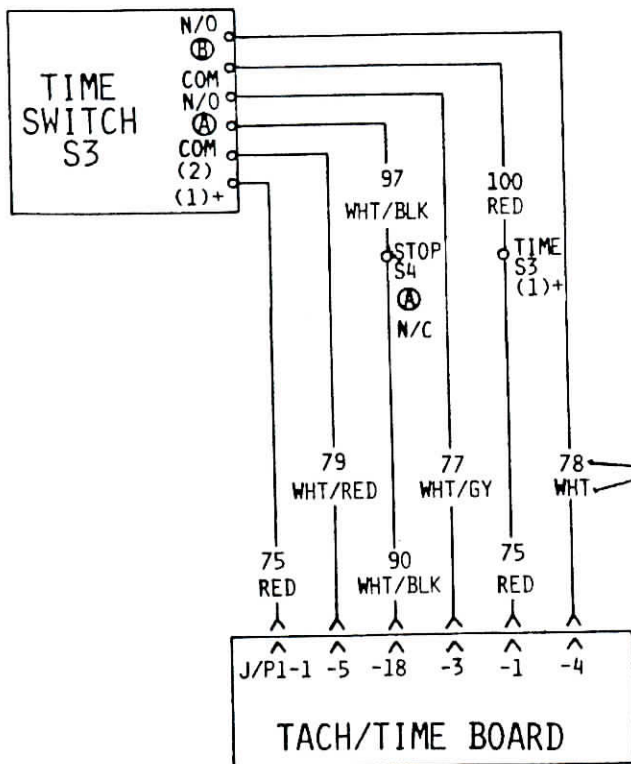 N/O
Ⓑ
COM
N/O
Ⓐ
COM
(2)
(1)+
TIME
SWITCH
S3
97
WHT/BLK
STOP
S4
Ⓐ
N/C
100
RED
TIME
S3
(1)+
79
WHT/RED
77
WHT/GY
78
WHT
75
RED
90
WHT/BLK
75
RED
J/P1-1 -5 -18 -3 -1 -4
TACH/TIME BOARD